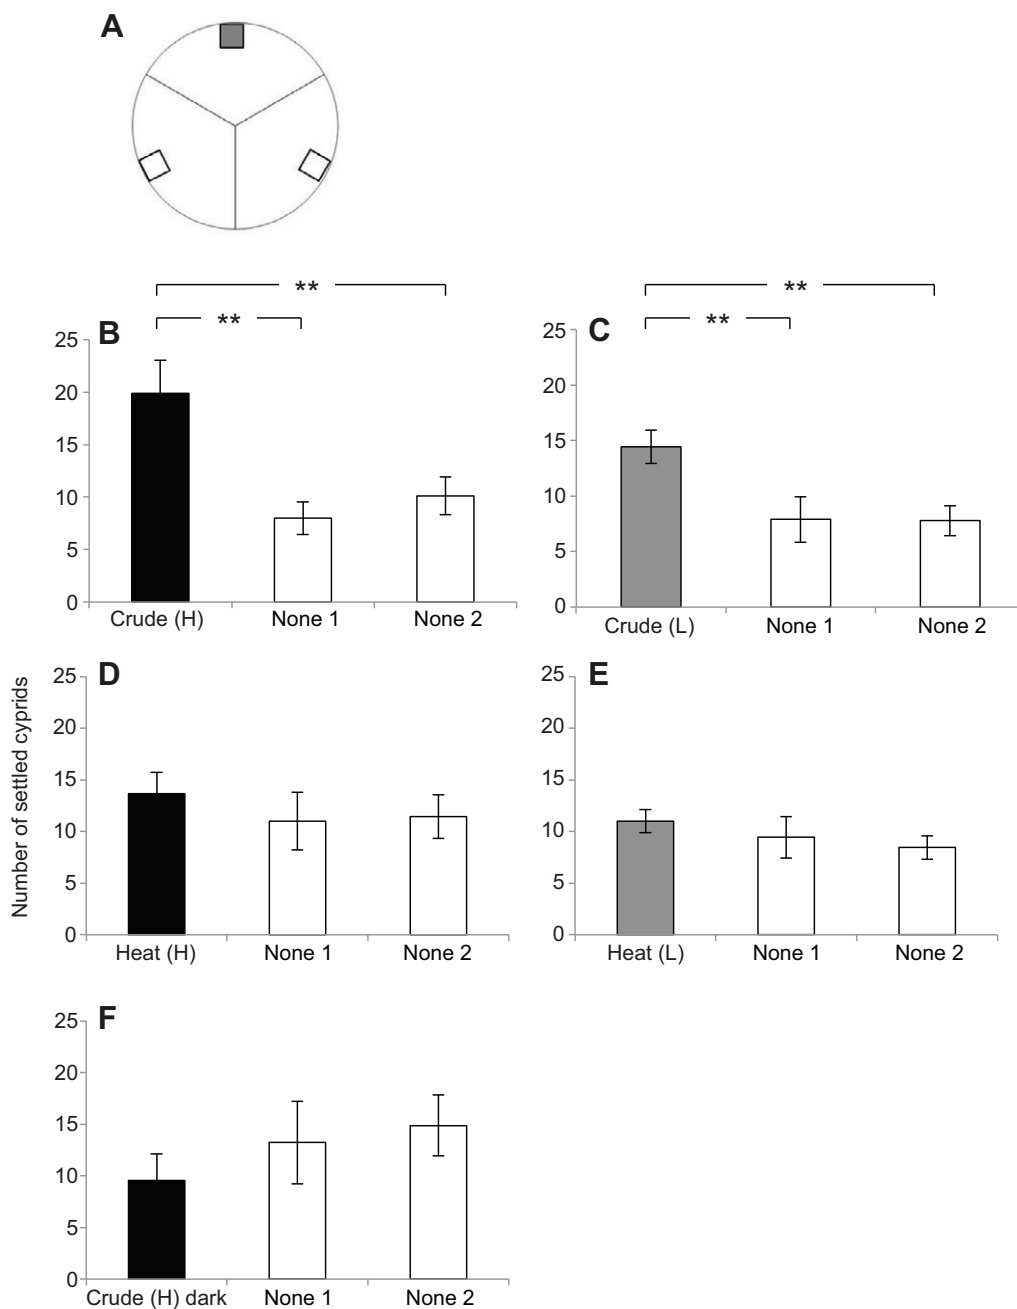 A
** **
** **
B C
25 25
20 20
15 15
10 10
5 5
0 0
Crude (H) None 1 None 2 Crude (L) None 1 None 2
Number of settled cyprids
D E
25 25
20 20
15 15
10 10
5 5
0 0
Heat (H) None 1 None 2 Heat (L) None 1 None 2
F
25
20
15
10
5
0
Crude (H) dark None 1 None 2